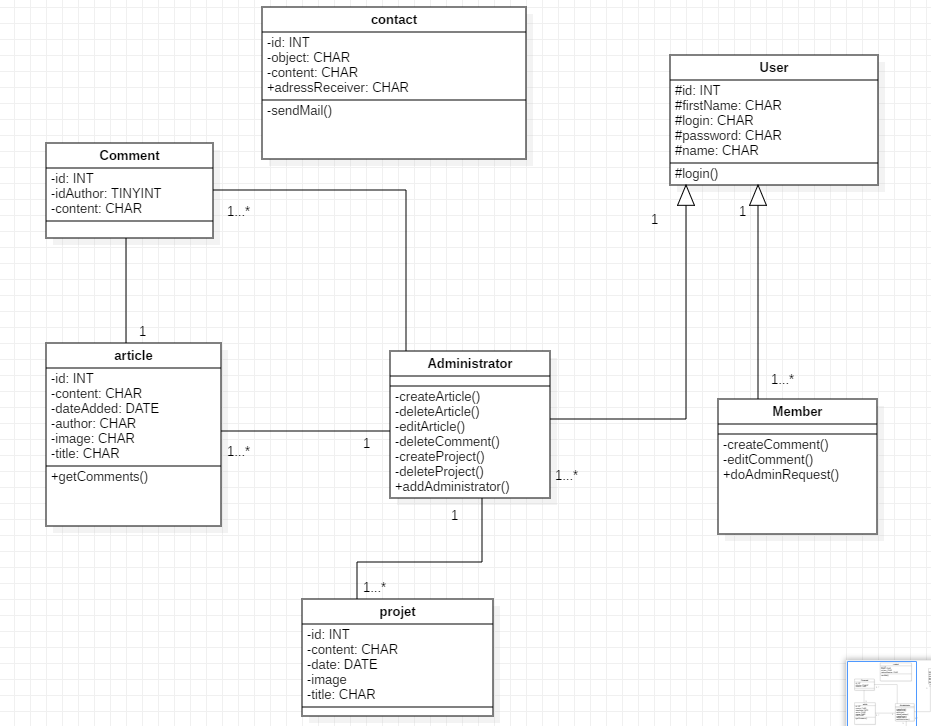 contact
-id: INT
-object: CHAR
-content: CHAR
+adressReceiver: CHAR
-sendMail()
User
#id: INT
#firstName: CHAR
#login: CHAR
#password: CHAR
#name: CHAR
#login()
Comment
-id: INT
-idAuthor: TINYINT
-content: CHAR
1...*
1
1
1
article
-id: INT
-content: CHAR
-dateAdded: DATE
-author: CHAR
-image: CHAR
-title: CHAR
+getComments()
1...*
1
Administrator
-createArticle()
-deleteArticle()
-editArticle()
-deleteComment()
-createProject()
-deleteProject()
+addAdministrator()
1...*
1
1...*
Member
-createComment()
-editComment()
+doAdminRequest()
1...*
projet
-id: INT
-content: CHAR
-date: DATE
-image
-title: CHAR